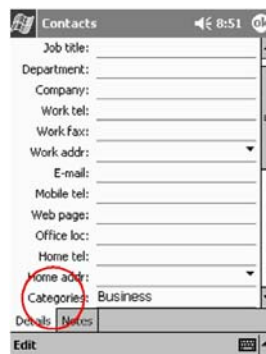 Contacts 8:51 ok
Job title:
Department:
Company:
Work tel:
Work fax:
Work addr:
E-mail:
Mobile tel:
Web page:
Office loc:
Home tel:
Home addr:
Categories: Business
Details Notes
Edit